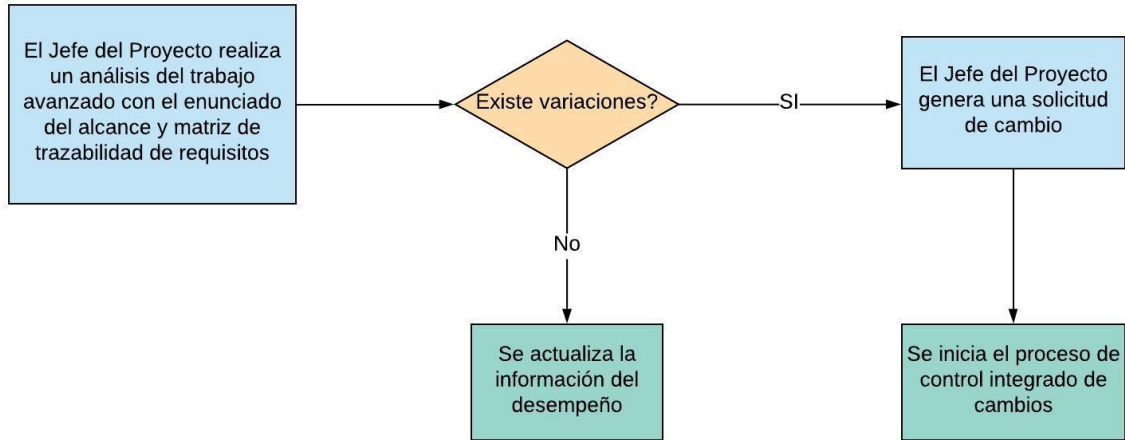 El Jefe del Proyecto realiza
un análisis del trabajo
avanzado con el enunciado
del alcance y matriz de
trazabilidad de requisitos
Existe variaciones?
SI
El Jefe del Proyecto
genera una solicitud
de cambio
No
Se actualiza la
información del
desempeño
Se inicia el proceso de
control integrado de
cambios